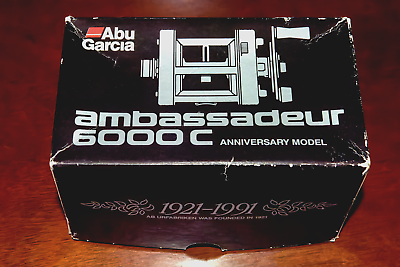 Abu
Garcia
ambassadeur
6000 C ANNIVERSARY MODEL
1921-1991
AB URFABRIKEN WAS FOUNDED IN 1921